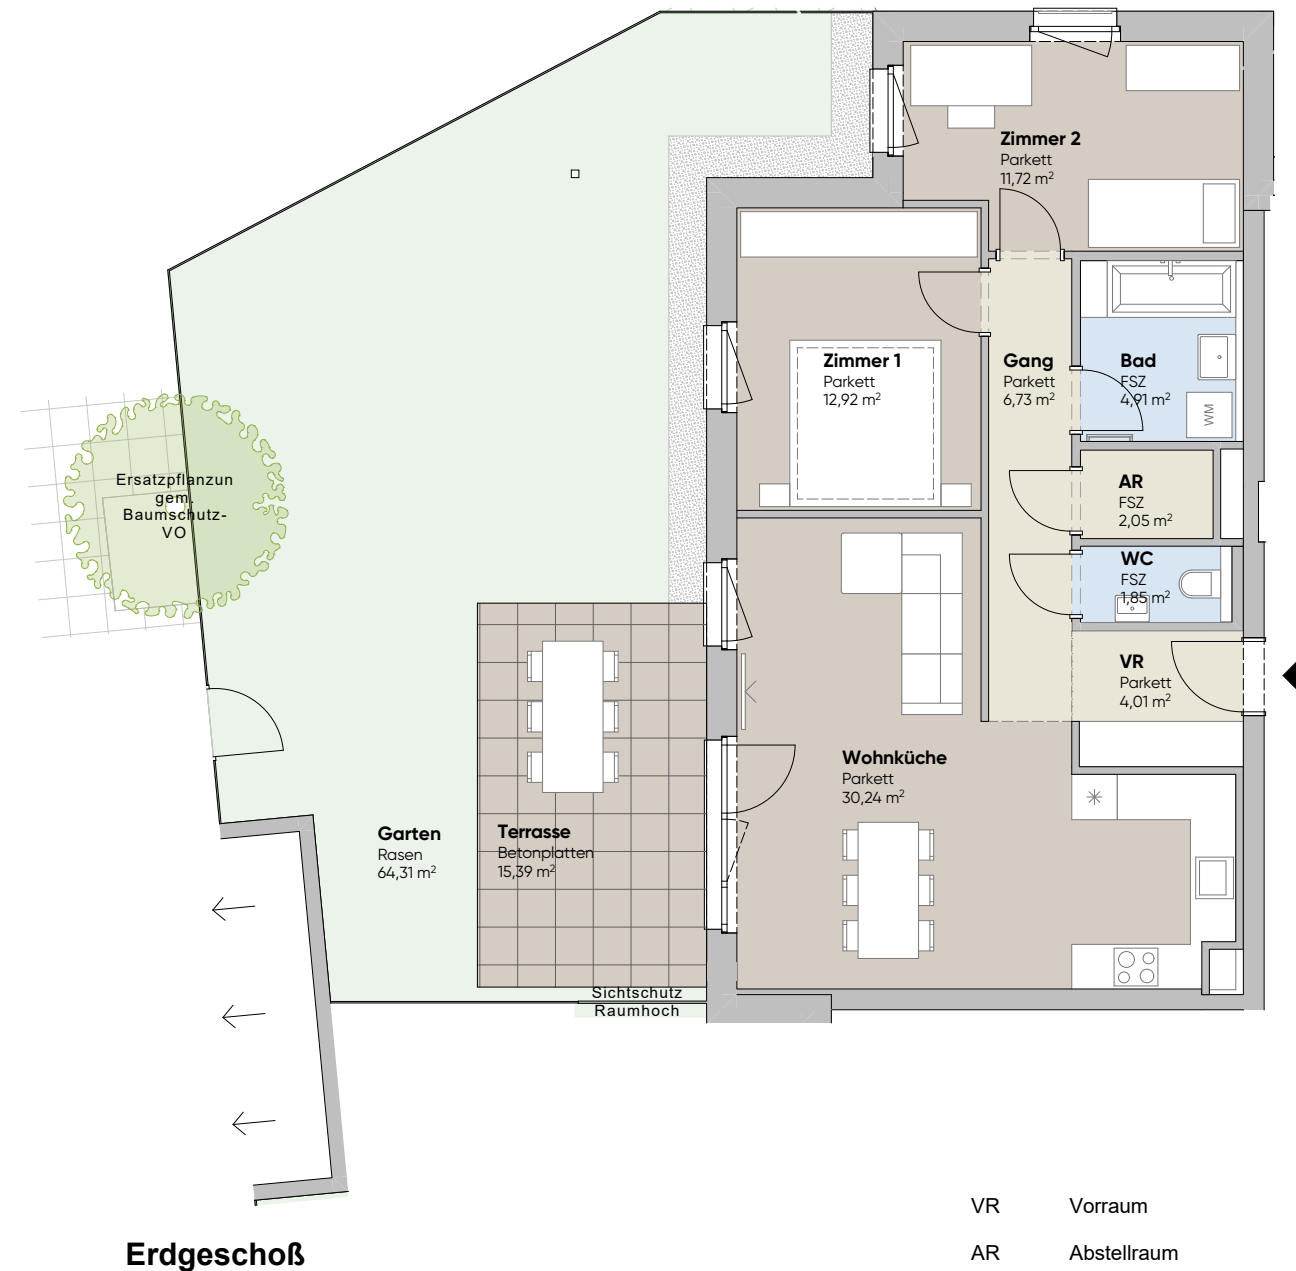 Zimmer 2
Parkett
11,72 m²
Zimmer 1
Parkett
12,92 m²
Gang
Parkett
6,73 m²
Bad
FSZ
4,91 m²
WM
Ersatzpflanzun
gem.
Baumschutz-
VO
AR
FSZ
2,05 m²
WC
FSZ
1,85 m²
VR
Parkett
4,01 m²
Wohnküche
Parkett
30,24 m²
Garten
Rasen
64,31 m²
Terrasse
Betonplatten
15,39 m²
Sichtschutz
Raumhoch
VR Vorraum
AR Abstellraum
Erdgeschoß